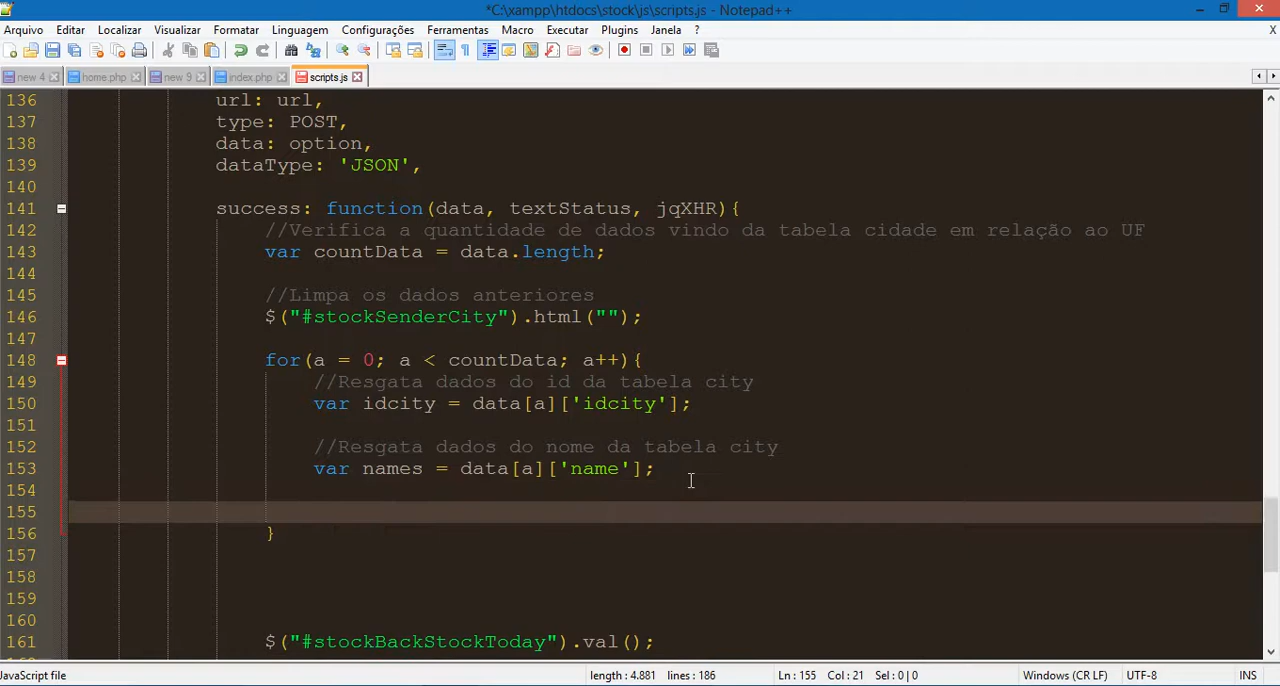 *C:\xampp\htdocs\stock\js\scripts.js - Notepad++
Arquivo Editar Localizar Visualizar Formatar Linguagem Configurações Ferramentas Macro Executar Plugins Janela ? X
new 4 home.php new 9 index.php scripts.js
136 url: url,
137 type: POST,
138 data: option,
139 dataType: 'JSON',
140
141 success: function(data, textStatus, jqXHR){
142 //Verifica a quantidade de dados vindo da tabela cidade em relação ao UF
143 var countData = data.length;
144
145 //Limpa os dados anteriores
146 $("#stockSenderCity").html("");
147
148 for(a = 0; a < countData; a++){
149 //Resgata dados do id da tabela city
150 var idcity = data[a]['idcity'];
151
152 //Resgata dados do nome da tabela city
153 var names = data[a]['name'];
154
155
156 }
157
158
159
160
161 $("#stockBackStockToday").val();
JavaScript file length : 4.881 lines : 186 Ln : 155 Col : 21 Sel : 0 | 0 Windows (CR LF) UTF-8 INS